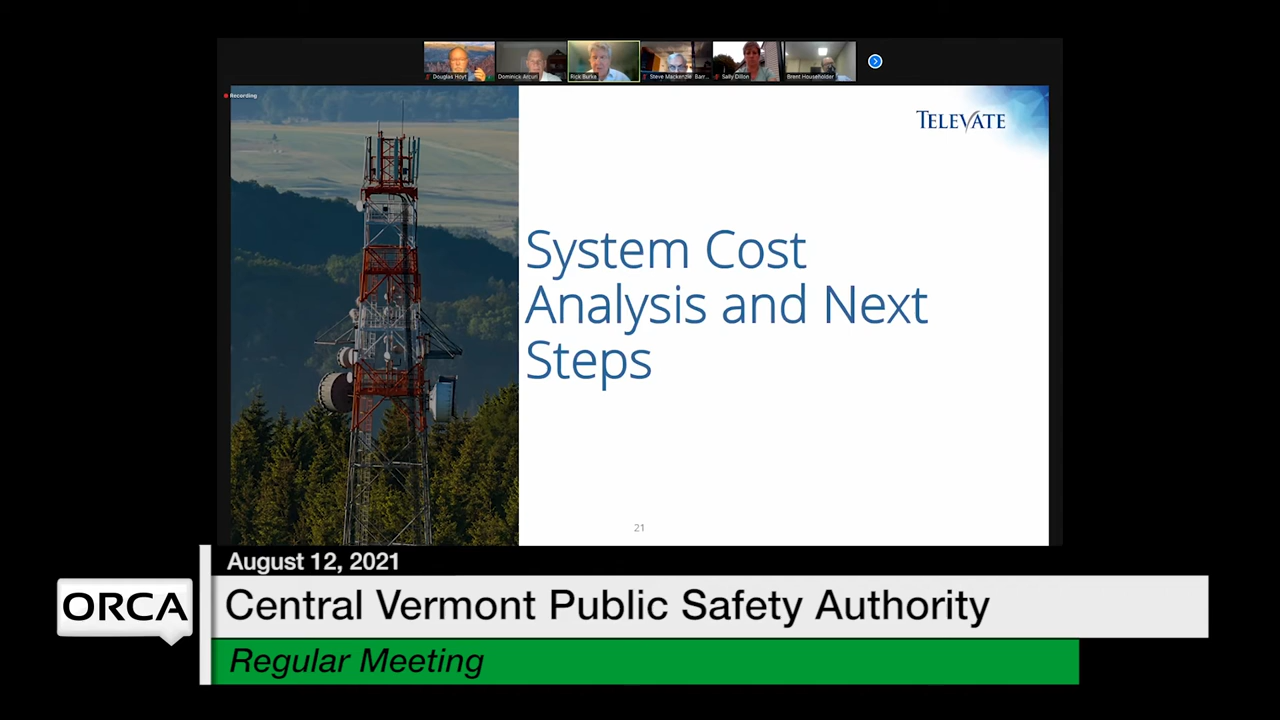 Douglas Hoyt
Dominick Arcuri
Rick Burke
Steve Mackenzie Barr...
Sally Dillon
Brent Householder
Recording
TELEVATE
System Cost
Analysis and Next
Steps
21
August 12, 2021
ORCA
Central Vermont Public Safety Authority
Regular Meeting